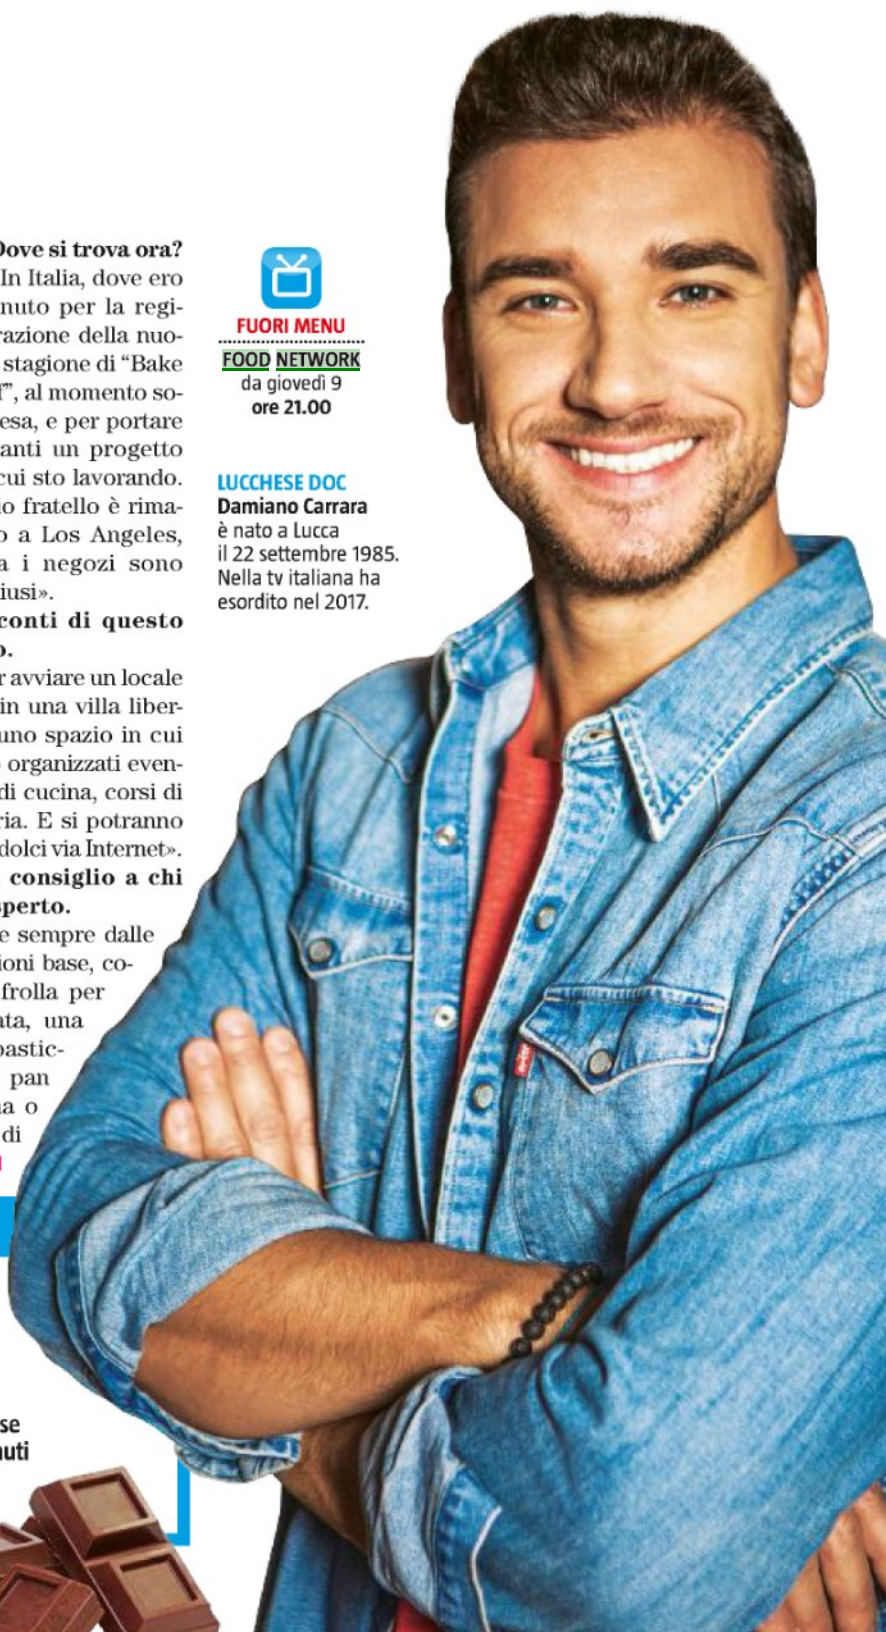 Dove si trova ora?
In Italia, dove ero
nuto per la regi-
razione della nuo-
stagione di “Bake
”, al momento so-
esa, e per portare
anti un progetto
cui sto lavorando.
o fratello è rima-
o a Los Angeles,
a i negozi sono
iusi».
conti di questo
o.
r avviare un locale
in una villa liber-
uno spazio in cui
organizzati even-
di cucina, corsi di
ria. E si potranno
dolci via Internet».
consiglio a chi
sperto.
e sempre dalle
ioni base, co-
frolla per
ata, una
pastic-
pan
na o
di
FUORI MENU
FOOD NETWORK
da giovedì 9
ore 21.00
LUCCHESE DOC
Damiano Carrara
è nato a Lucca
il 22 settembre 1985.
Nella tv italiana ha
esordito nel 2017.
se
nuti